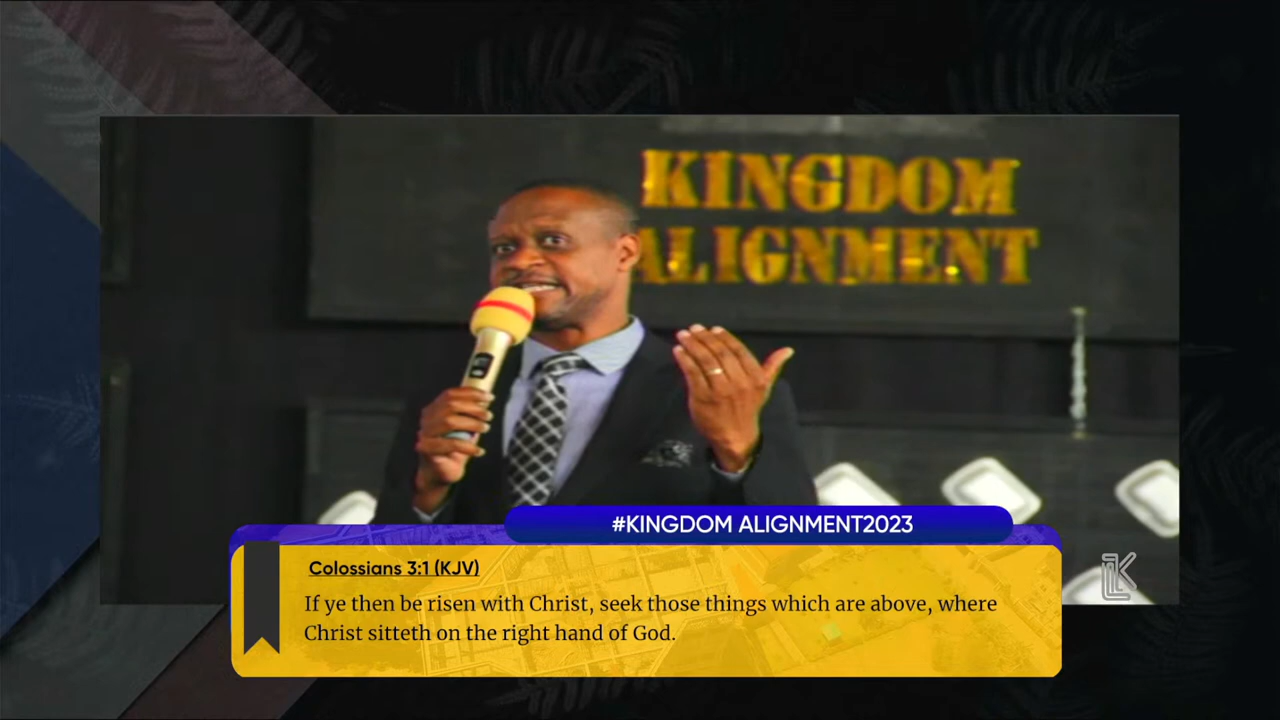 KINGDOM
ALIGNMENT
#KINGDOM ALIGNMENT2023
Colossians 3:1 (KJV)
If ye then be risen with Christ, seek those things which are above, where
Christ sitteth on the right hand of God.